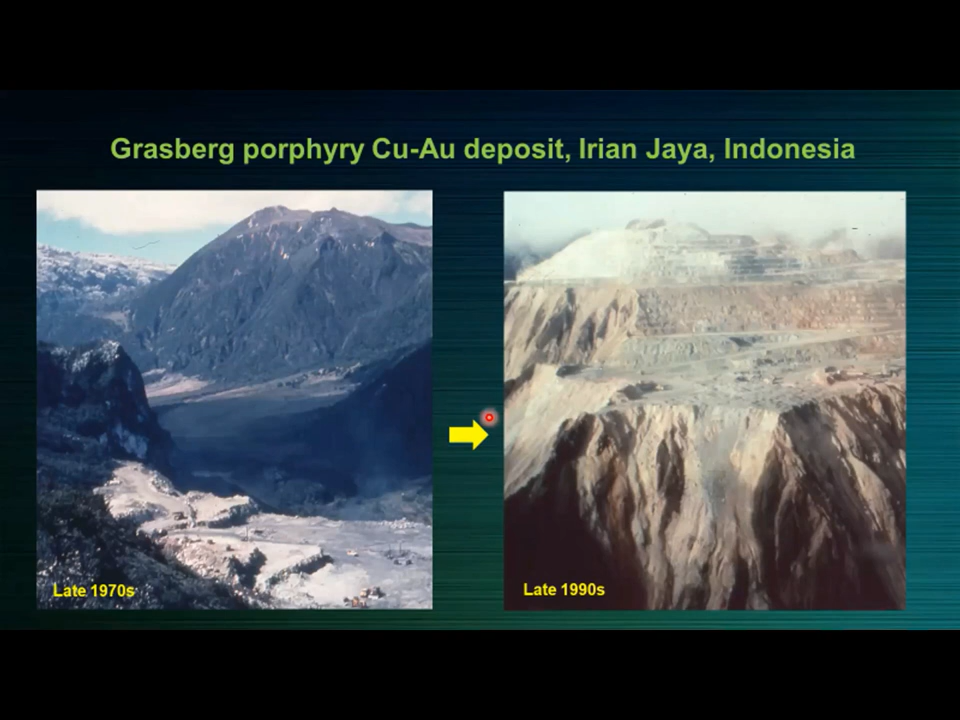 Grasberg porphyry Cu-Au deposit, Irian Jaya, Indonesia
Late 1970s
Late 1990s